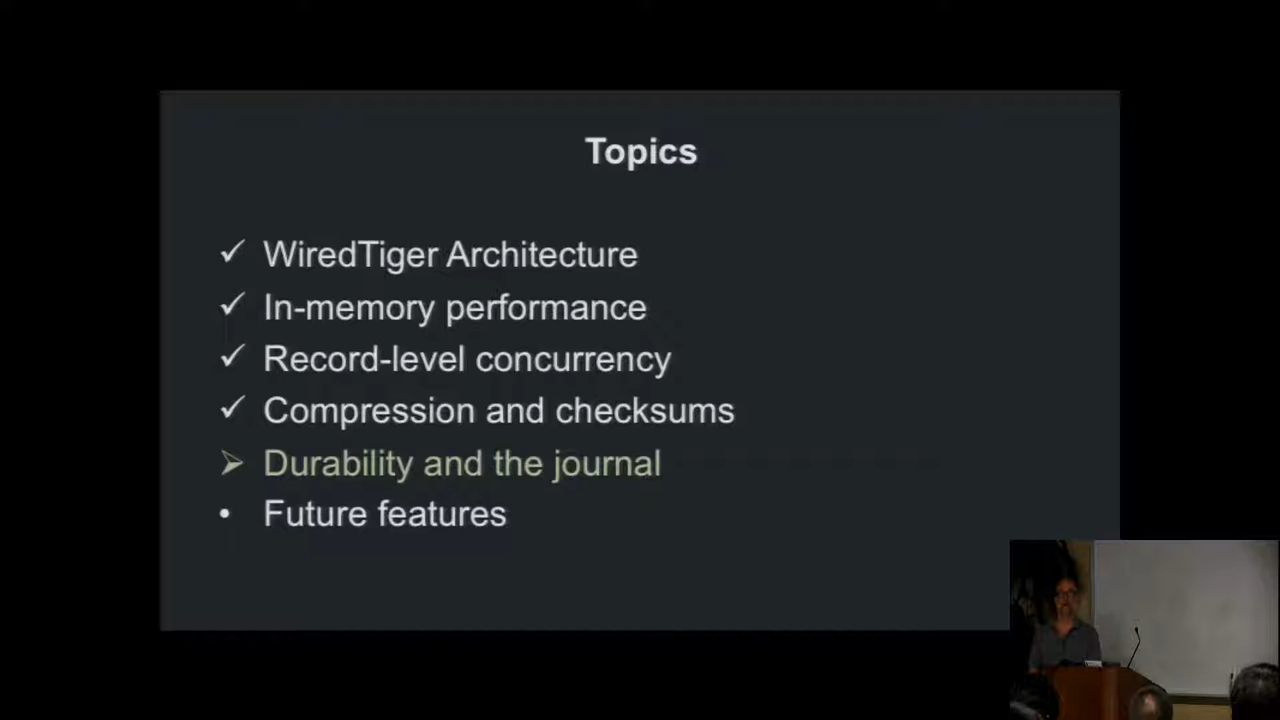 Topics
✓ WiredTiger Architecture
✓ In-memory performance
✓ Record-level concurrency
✓ Compression and checksums
➢ Durability and the journal
• Future features